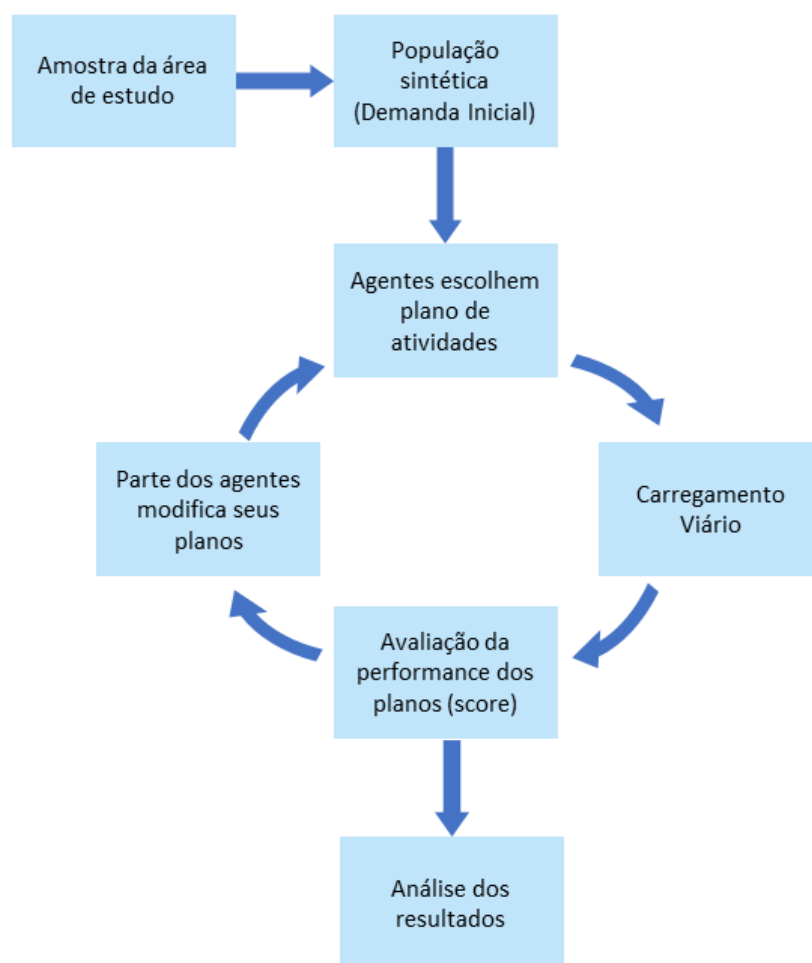 Amostra da área
de estudo
População
sintética
(Demanda Inicial)
Agentes escolhem
plano de
atividades
Parte dos agentes
modifica seus
planos
Carregamento
Viário
Avaliação da
performance dos
planos (score)
Análise dos
resultados